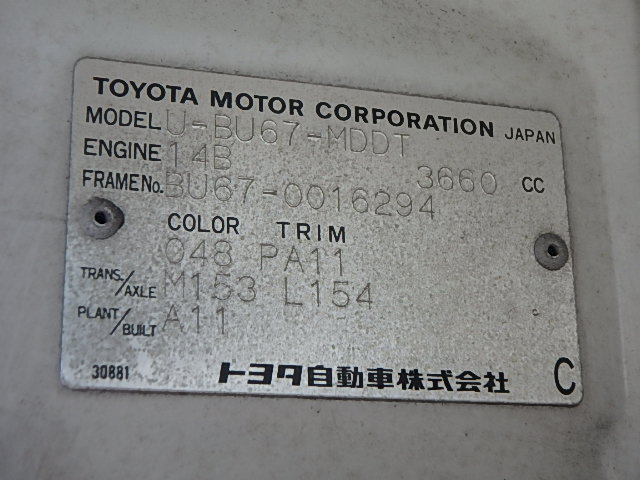 TOYOTA MOTOR CORPORATION JAPAN
MODEL U-BU67-MDDT
ENGINE 14B 3660 CC
FRAME No. BU67-0016294
COLOR TRIM
048 PA11
TRANS./AXLE M153 L154
PLANT/BUILT A11
30881 トヨタ自動車株式会社 C